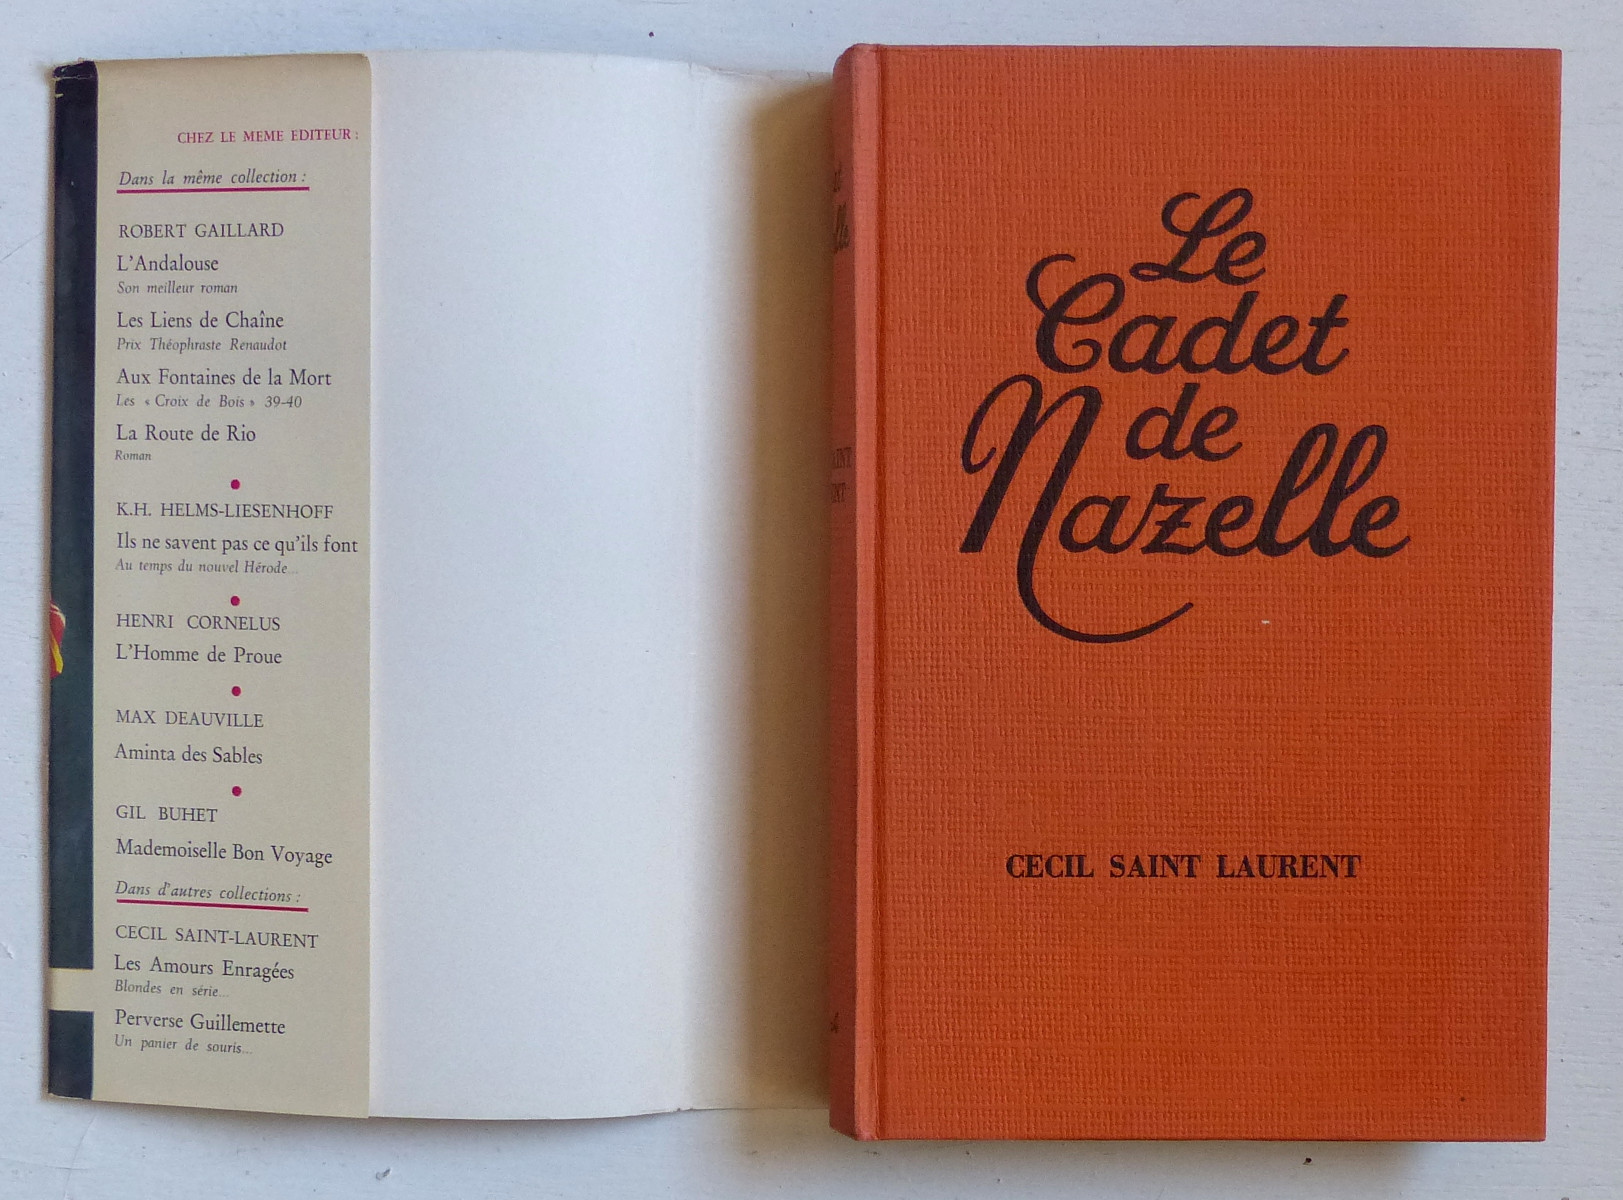 CHEZ LE MEME EDITEUR :
Dans la même collection :
ROBERT GAILLARD
L'Andalouse
Son meilleur roman
Les Liens de Chaîne
Prix Théophraste Renaudot
Aux Fontaines de la Mort
Les « Croix de Bois » 39-40
La Route de Rio
Roman
K.H. HELMS-LIESENHOFF
Ils ne savent pas ce qu'ils font
Au temps du nouvel Hérode...
HENRI CORNELUS
L'Homme de Proue
MAX DEAUVILLE
Aminta des Sables
GIL BUHET
Mademoiselle Bon Voyage
Dans d'autres collections :
CECIL SAINT-LAURENT
Les Amours Enragées
Blondes en série...
Perverse Guillemette
Un panier de souris...
Le
Cadet
de
Nazelle
CECIL SAINT LAURENT